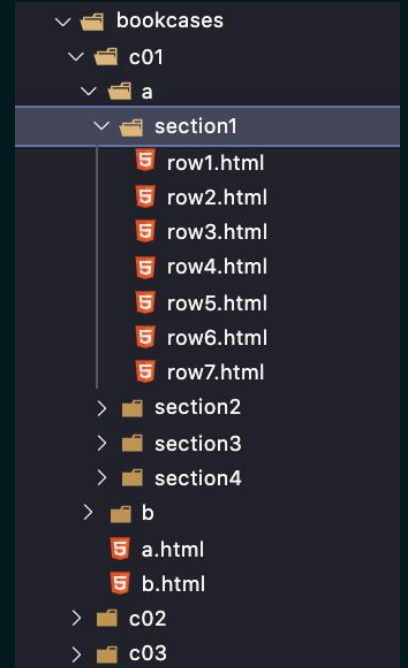 bookcases
c01
a
section1
row1.html
row2.html
row3.html
row4.html
row5.html
row6.html
row7.html
section2
section3
section4
b
a.html
b.html
c02
c03